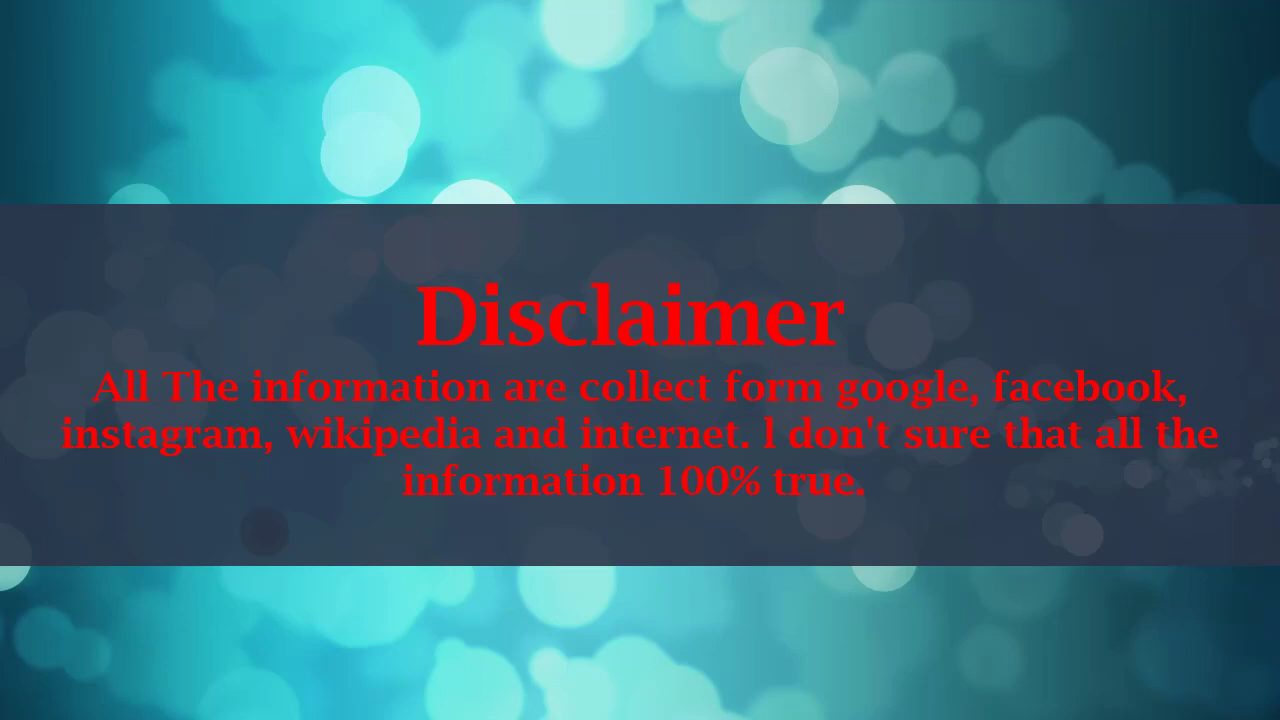 Disclaimer
All The information are collect form google, facebook,
instagram, wikipedia and internet. I don't sure that all the
information 100% true.